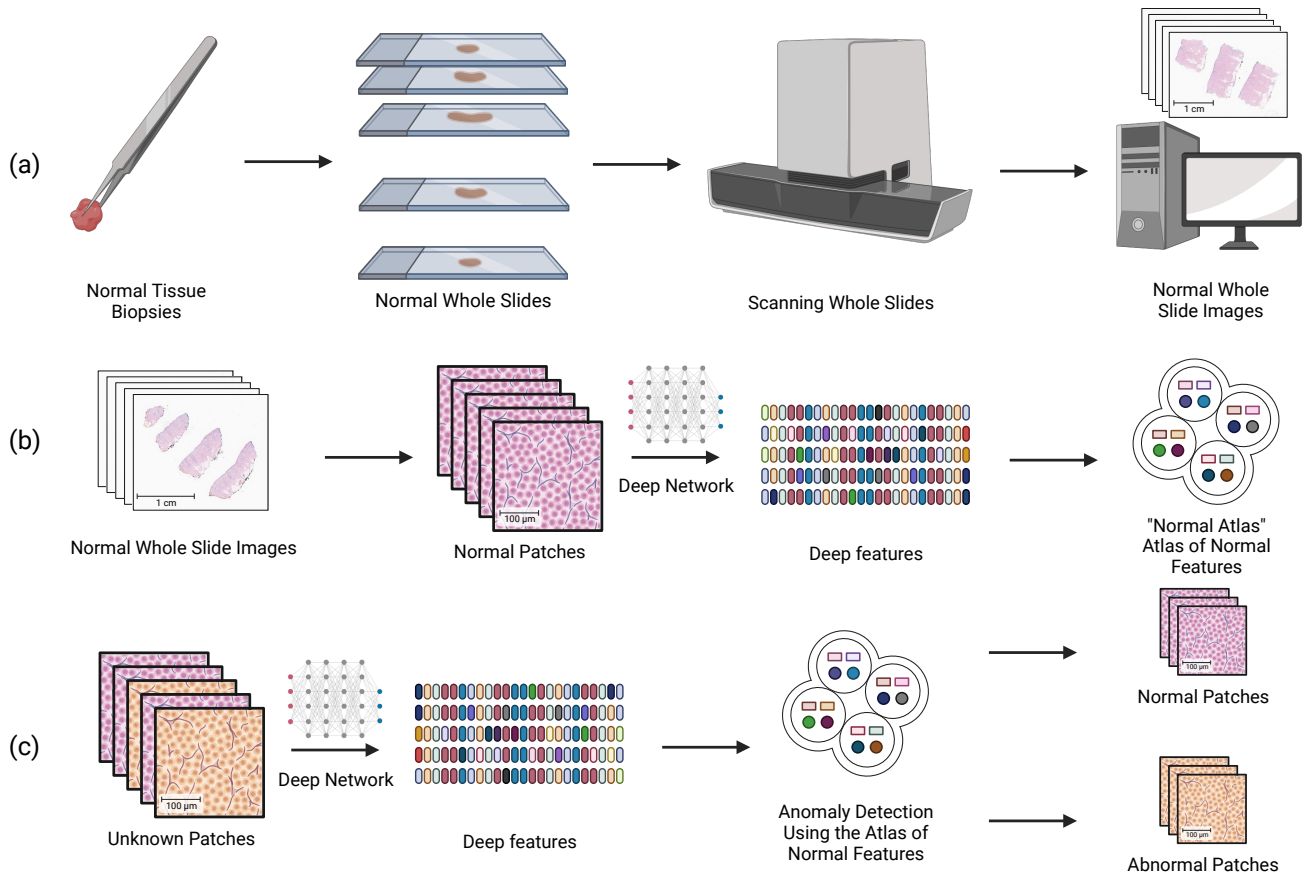 1 cm
(a)
Normal Tissue
Biopsies
Normal Whole Slides
Scanning Whole Slides
Normal Whole
Slide Images
(b)
1 cm
100 µm
Deep Network
Normal Whole Slide Images
Normal Patches
Deep features
"Normal Atlas"
Atlas of Normal
Features
(c)
100 µm
Deep Network
Unknown Patches
Deep features
Anomaly Detection
Using the Atlas of
Normal Features
100 µm
Normal Patches
100 µm
Abnormal Patches